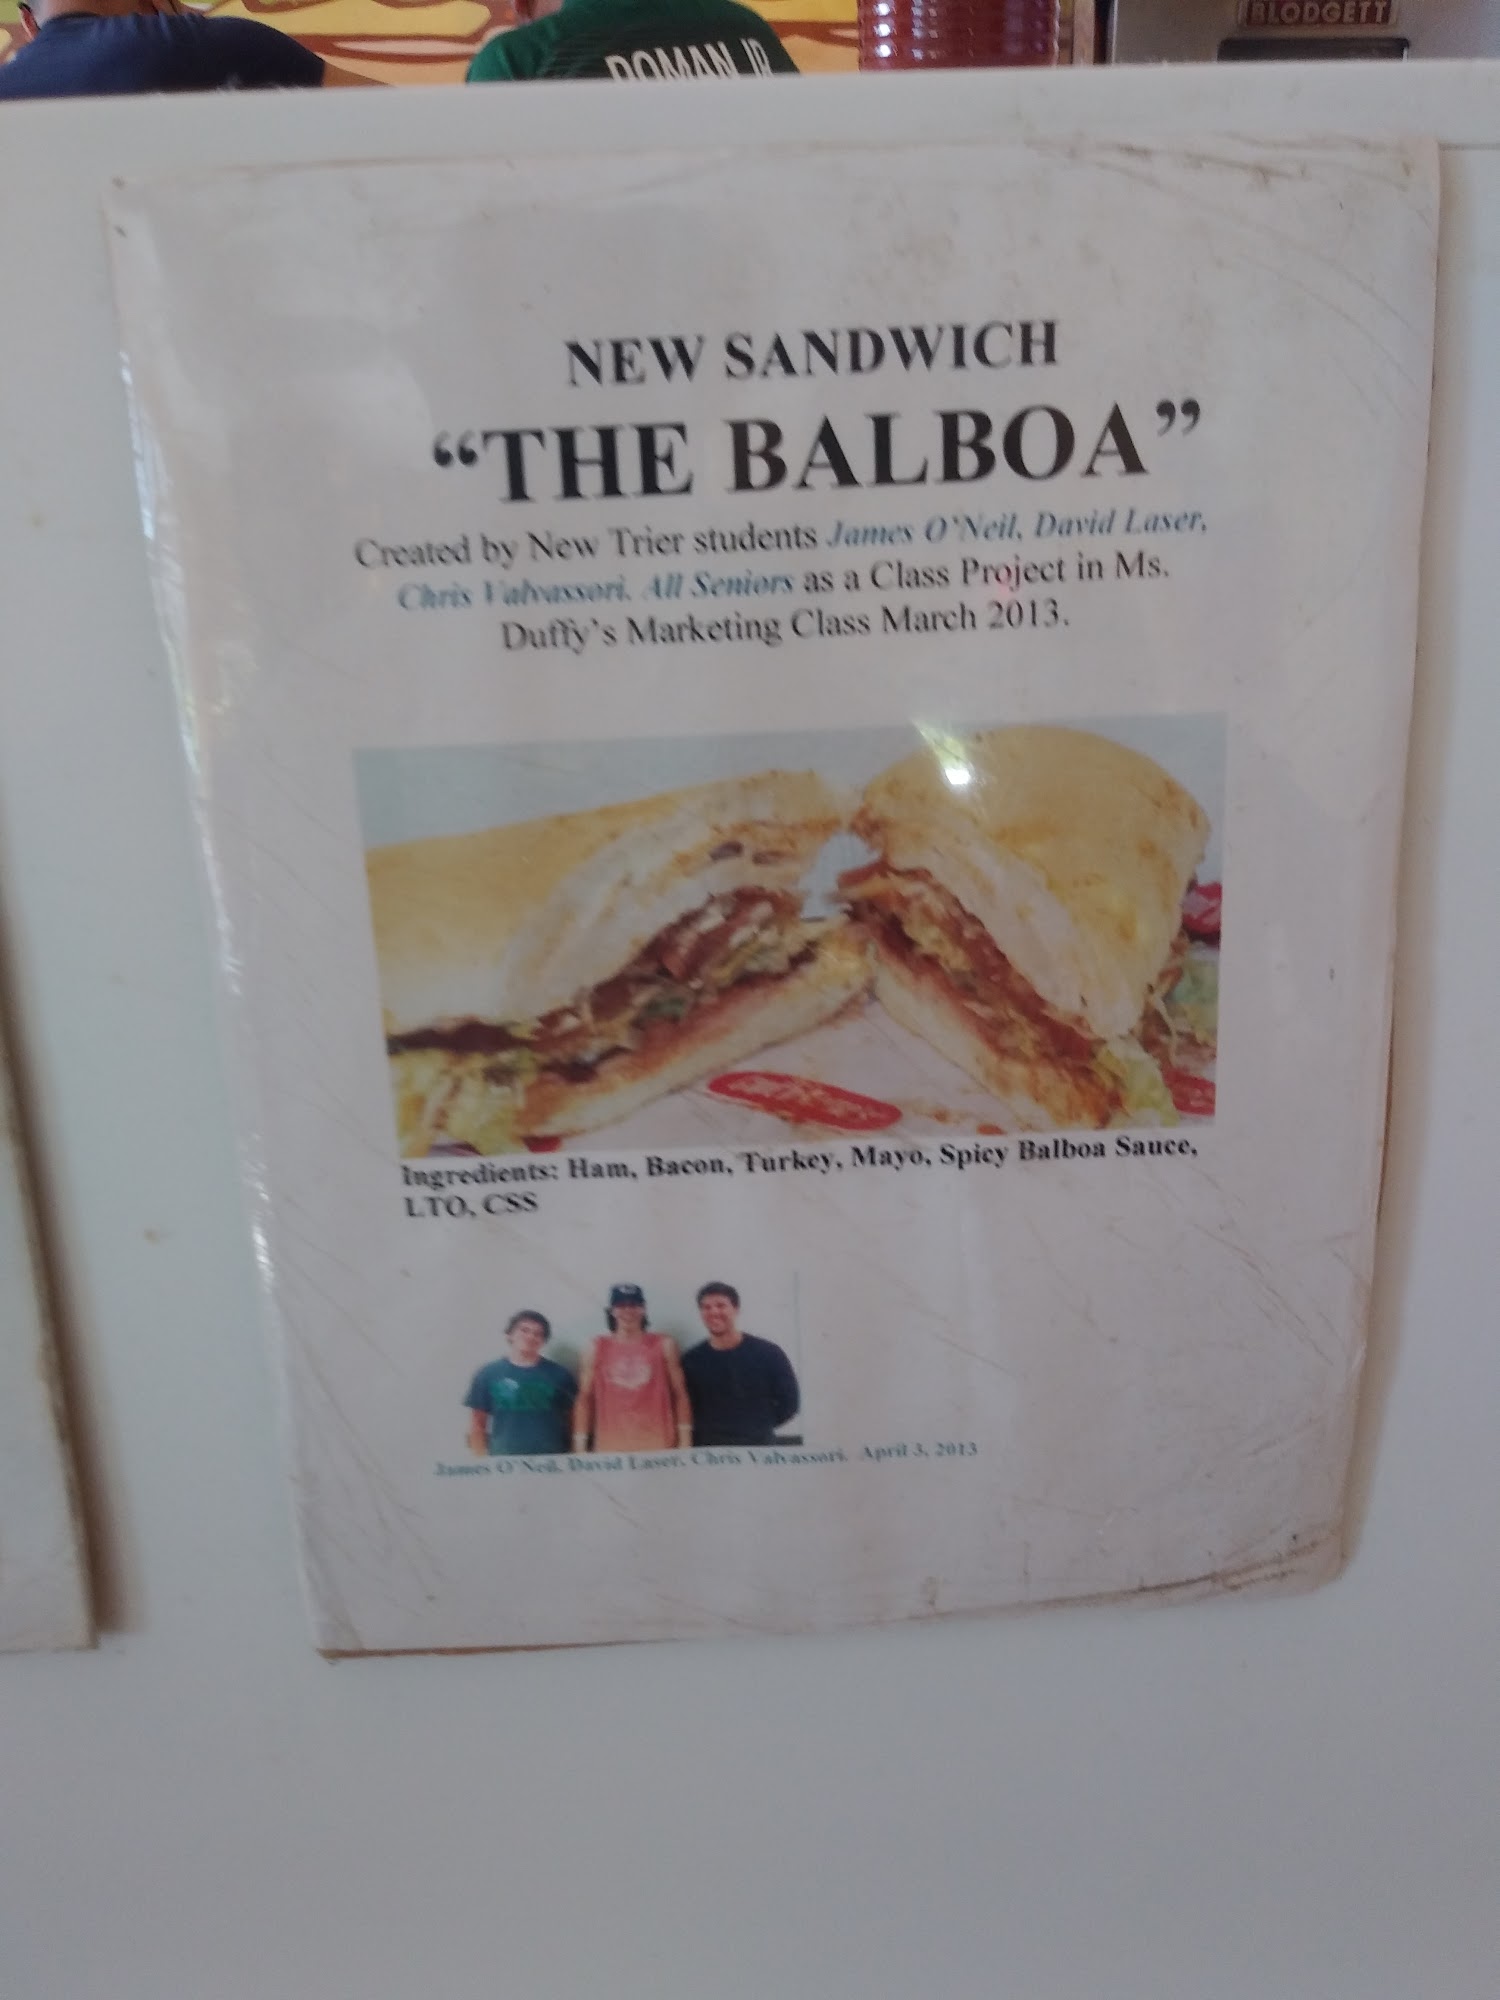 BLODGETT
NEW SANDWICH
“THE BALBOA”
Created by New Trier students James O’Neil, David Laser,
Chris Valvassori. All Seniors as a Class Project in Ms.
Duffy’s Marketing Class March 2013.
Ingredients: Ham, Bacon, Turkey, Mayo, Spicy Balboa Sauce,
LTO, CSS
James O’Neil, David Laser, Chris Valvassori. April 3, 2013